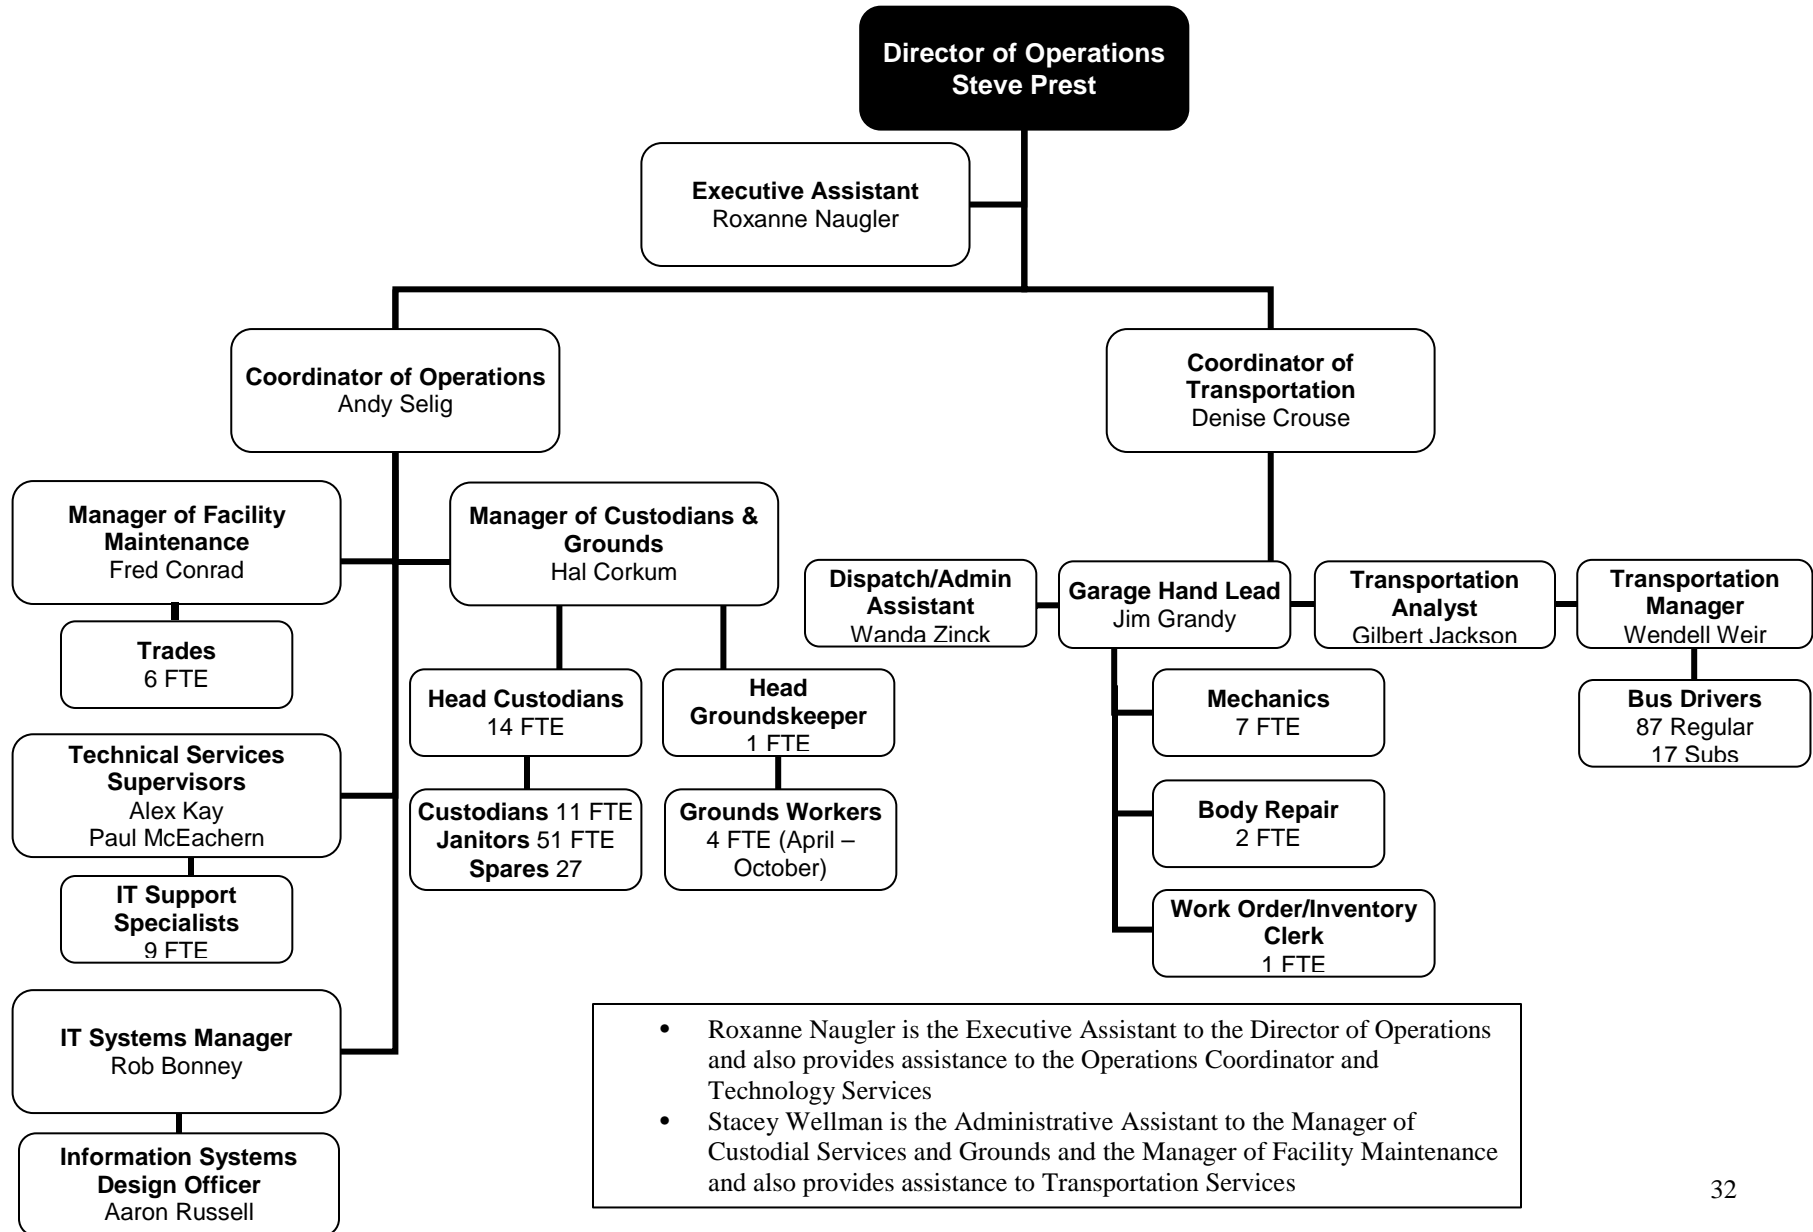 Director of Operations
Steve Prest
Executive Assistant
Roxanne Naugler
Coordinator of Operations
Andy Selig
Coordinator of
Transportation
Denise Crouse
Manager of Facility
Maintenance
Fred Conrad
Trades
6 FTE
Manager of Custodians &
Grounds
Hal Corkum
Head Custodians
14 FTE
Custodians 11 FTE
Janitors 51 FTE
Spares 27
Head
Groundskeeper
1 FTE
Grounds Workers
4 FTE (April –
October)
Technical Services
Supervisors
Alex Kay
Paul McEachern
IT Support
Specialists
9 FTE
IT Systems Manager
Rob Bonney
Information Systems
Design Officer
Aaron Russell
Dispatch/Admin
Assistant
Wanda Zinck
Garage Hand Lead
Jim Grandy
Transportation
Analyst
Gilbert Jackson
Transportation
Manager
Wendell Weir
Mechanics
7 FTE
Body Repair
2 FTE
Work Order/Inventory
Clerk
1 FTE
Bus Drivers
87 Regular
17 Subs
• Roxanne Naugler is the Executive Assistant to the Director of Operations
and also provides assistance to the Operations Coordinator and
Technology Services
• Stacey Wellman is the Administrative Assistant to the Manager of
Custodial Services and Grounds and the Manager of Facility Maintenance
and also provides assistance to Transportation Services
32